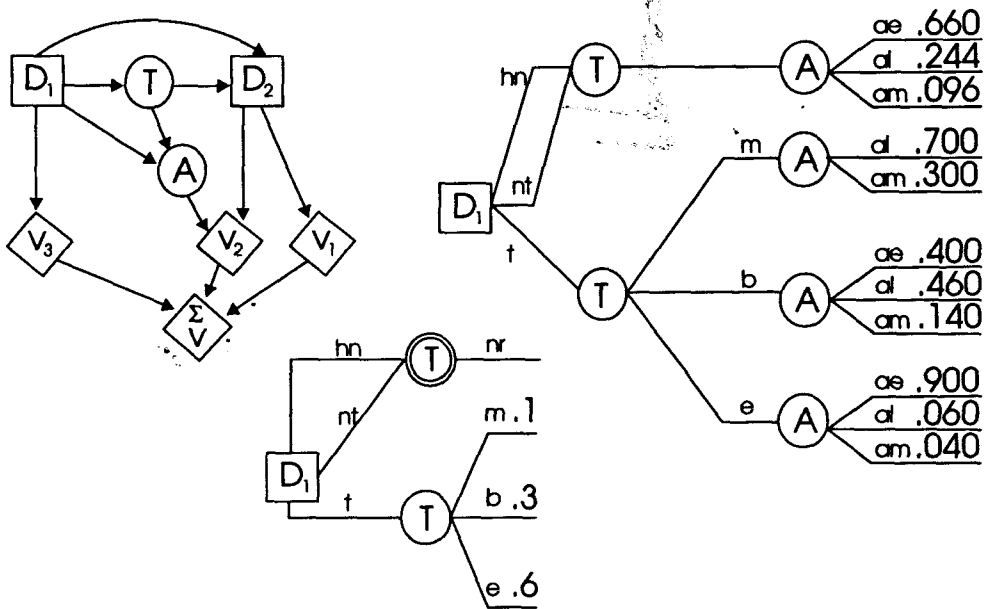 D₁ T D₂
A
V₃ V₂ V₁
Σ
V
hn T A ae .660
al .244
am .096
D₁ nt
m A al .700
am .300
t T b A ae .400
al .460
am .140
e A ae .900
al .060
am .040
hn T nr
nt
D₁ m .1
t T b .3
e .6